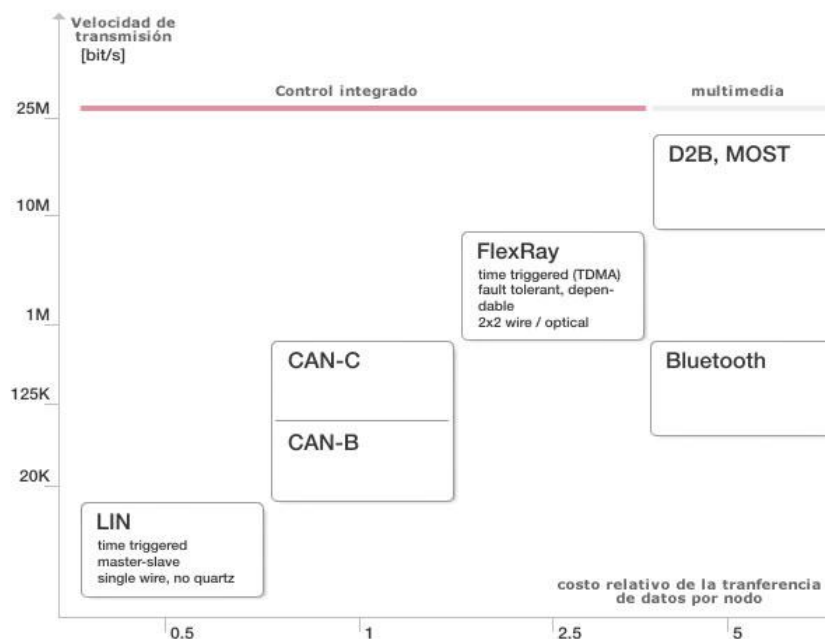 Velocidad de
transmisión
[bit/s]
Control integrado
multimedia
25M
D2B, MOST
10M
FlexRay
time triggered (TDMA)
fault tolerant, depen-
dable
2x2 wire / optical
1M
CAN-C
Bluetooth
125K
CAN-B
20K
LIN
time triggered
master-slave
single wire, no quartz
costo relativo de la tranferencia
de datos por nodo
0.5
1
2.5
5